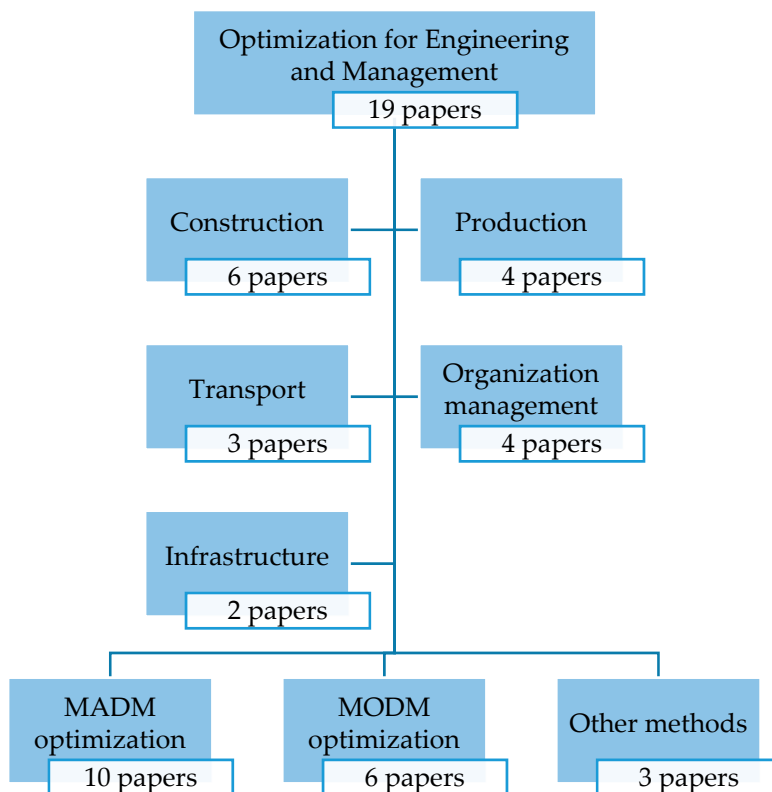 Optimization for Engineering
and Management
19 papers
Construction
6 papers
Production
4 papers
Transport
3 papers
Organization
management
4 papers
Infrastructure
2 papers
MADM
optimization
10 papers
MODM
optimization
6 papers
Other methods
3 papers